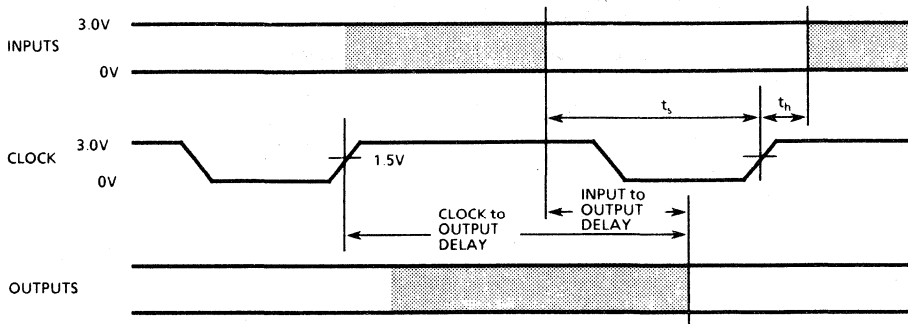 3.0V
INPUTS
0V
t_s
t_h
3.0V
CLOCK
1.5V
0V
CLOCK to
OUTPUT
DELAY
INPUT to
OUTPUT
DELAY
OUTPUTS